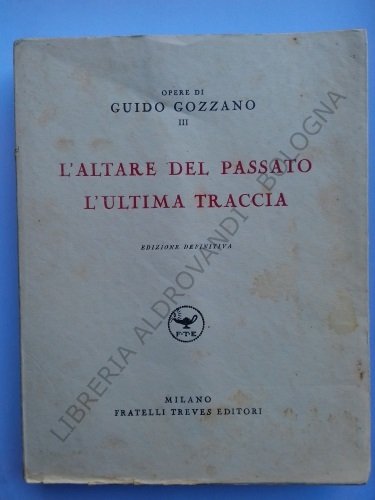 OPERE DI
GUIDO GOZZANO
III
L'ALTARE DEL PASSATO
L'ULTIMA TRACCIA
EDIZIONE DEFINITIVA
F·T·E
MILANO
FRATELLI TREVES EDITORI
LIBRERIA ALDROVANDI - BOLOGNA